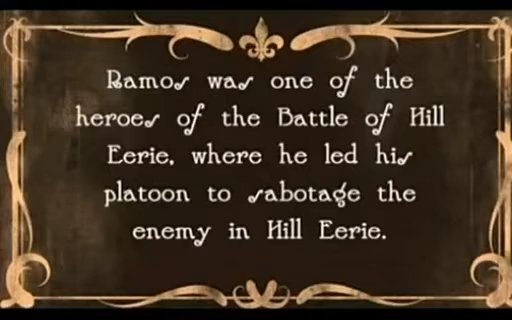 Ramos was one of the
heroes of the Battle of Hill
Eerie, where he led his
platoon to sabotage the
enemy in Hill Eerie.